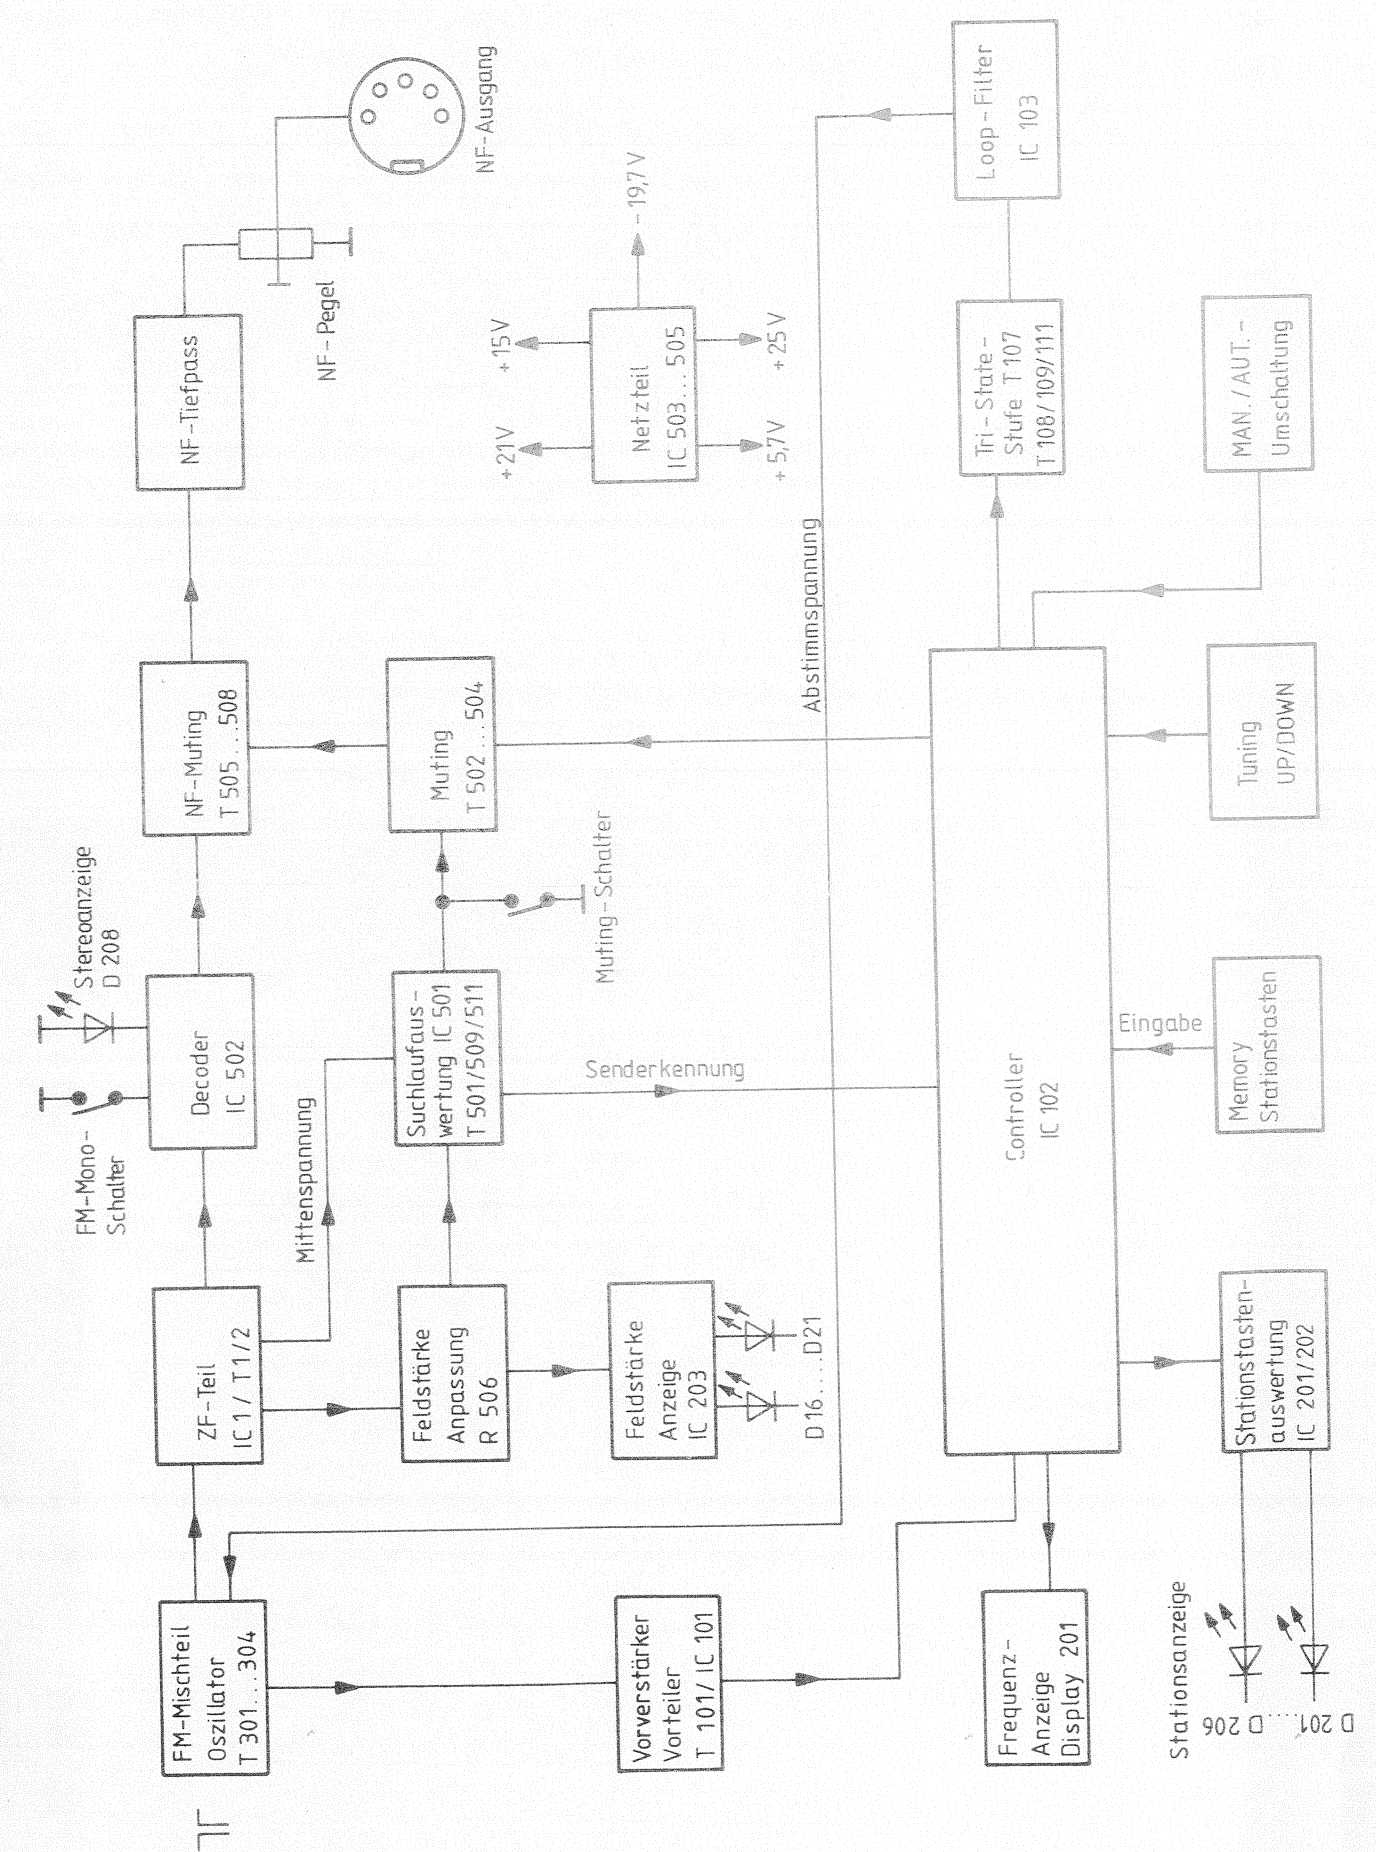 FM-Mischteil
Oszillator
T 301...304
ZF-Teil
IC 1 / T1/2
FM-Mono-
Schalter
Stereoanzeige
D 208
Decoder
IC 502
NF-Muting
T 505...508
NF-Tiefpass
NF-Pegel
NF-Ausgang
Mittenspannung
Feldstärke
Anpassung
R 506
Suchlaufaus-
wertung IC 501
T 501/509/511
Muting
T 502...504
Muting-Schalter
Feldstärke
Anzeige
IC 203
D16.....D21
Senderkennung
Abstimmspannung
+21V
+15V
Netzteil
IC 503...505
-19,7 V
+5,7V
+25V
Vorverstärker
Vorteiler
T 101/ IC 101
Controller
IC 102
Tri-State-
Stufe T 107
T 108/109/111
Loop-Filter
IC 103
Frequenz-
Anzeige
Display 201
Stationsanzeige
D 206
D 201....
Stationstasten-
auswertung
IC 201/202
Eingabe
Memory
Stationstasten
Tuning
UP/DOWN
MAN./AUT.-
Umschaltung